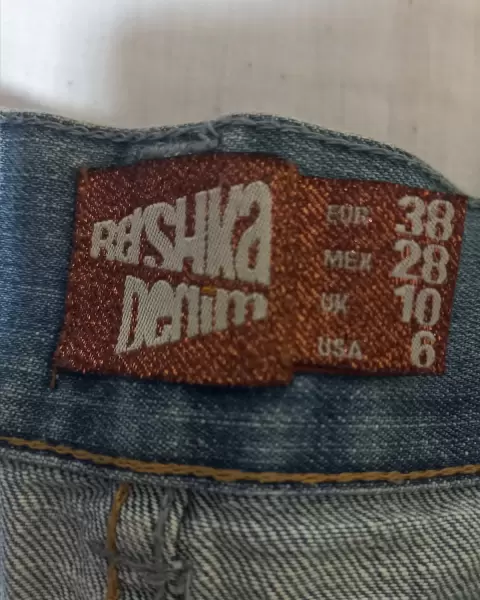 Bershka
Denim
EUR 38
MEX 28
UK 10
USA 6